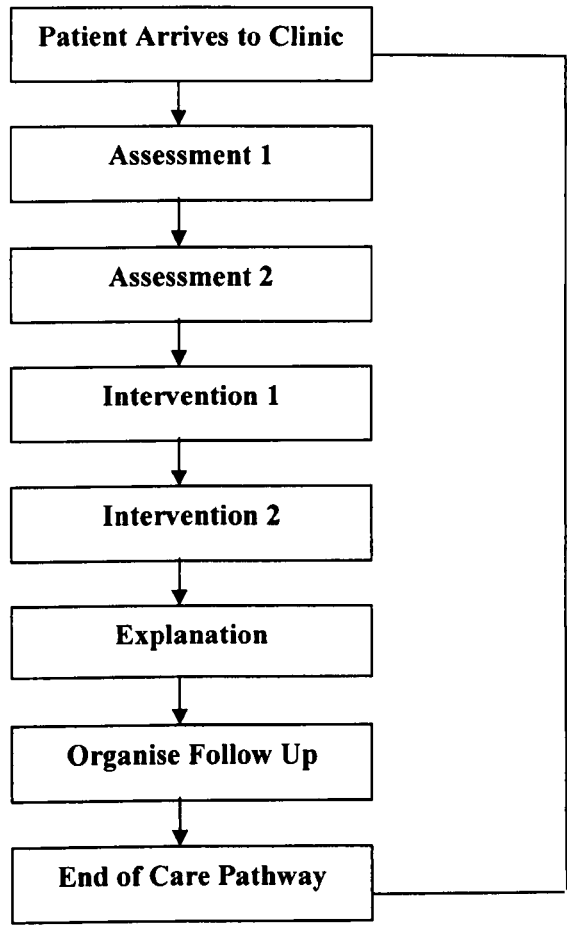 Patient Arrives to Clinic
Assessment 1
Assessment 2
Intervention 1
Intervention 2
Explanation
Organise Follow Up
End of Care Pathway